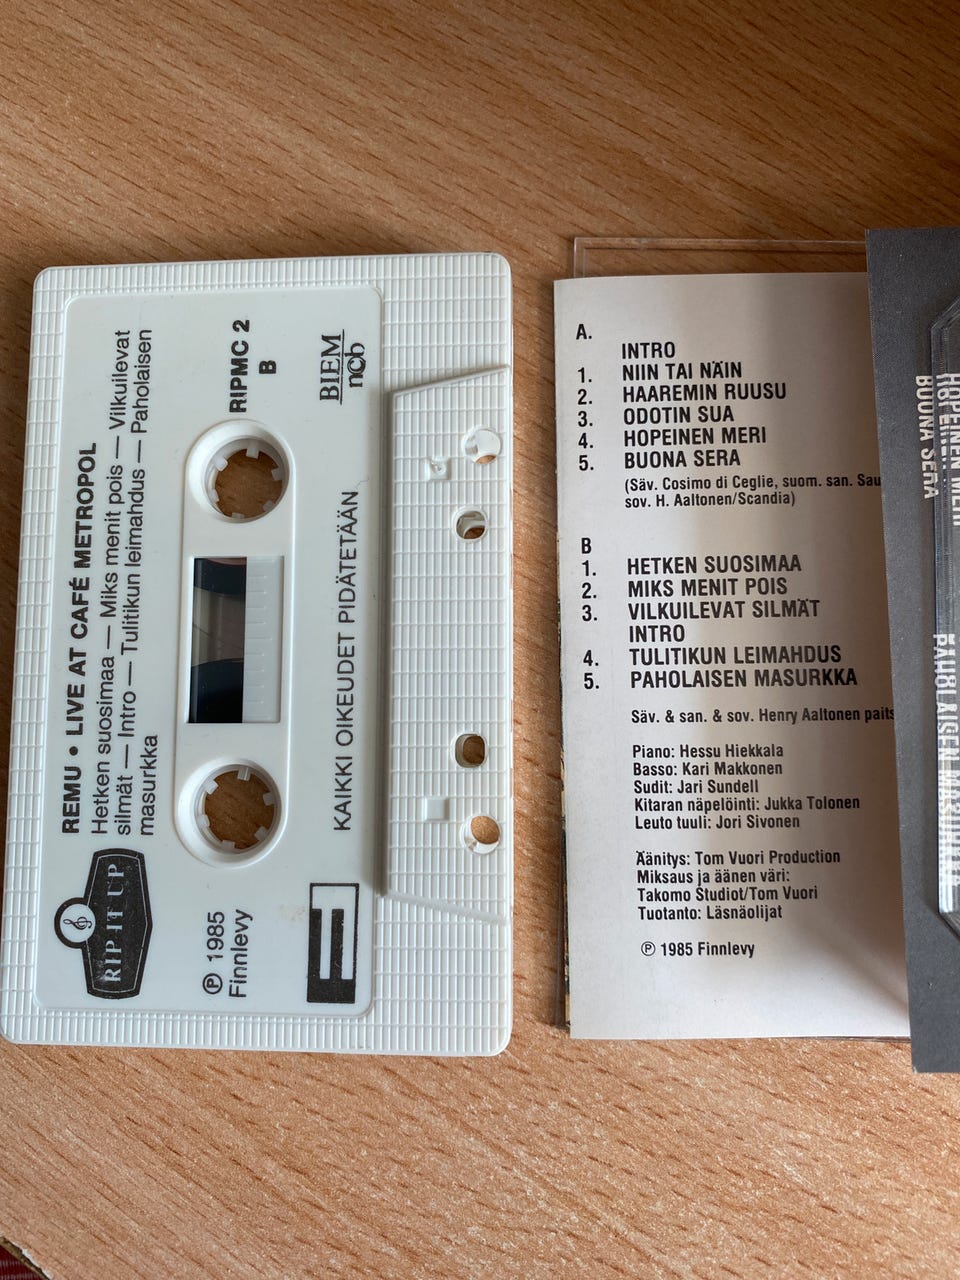 REMU • LIVE AT CAFÉ METROPOL
Hetken suosimaa — Miks menit pois — Vilkuilevat
silmät — Intro — Tulitikun leimahdus — Paholaisen
masurkka
RIPMC 2
B
BIEM
ncb
KAIKKI OIKEUDET PIDÄTETÄÄN
RIP IT UP
℗ 1985
Finnlevy
A.
INTRO
1. NIIN TAI NÄIN
2. HAAREMIN RUUSU
3. ODOTIN SUA
4. HOPEINEN MERI
5. BUONA SERA
(Säv. Cosimo di Ceglie, suom. san. Sau
sov. H. Aaltonen/Scandia)
B
1. HETKEN SUOSIMAA
2. MIKS MENIT POIS
3. VILKUILEVAT SILMÄT
INTRO
4. TULITIKUN LEIMAHDUS
5. PAHOLAISEN MASURKKA
Säv. & san. & sov. Henry Aaltonen paits
Piano: Hessu Hiekkala
Basso: Kari Makkonen
Sudit: Jari Sundell
Kitaran näpelöinti: Jukka Tolonen
Leuto tuuli: Jori Sivonen
Äänitys: Tom Vuori Production
Miksaus ja äänen väri:
Takomo Studiot/Tom Vuori
Tuotanto: Läsnäolijat
℗ 1985 Finnlevy
HOPEINEN MERI
BUONA SERA